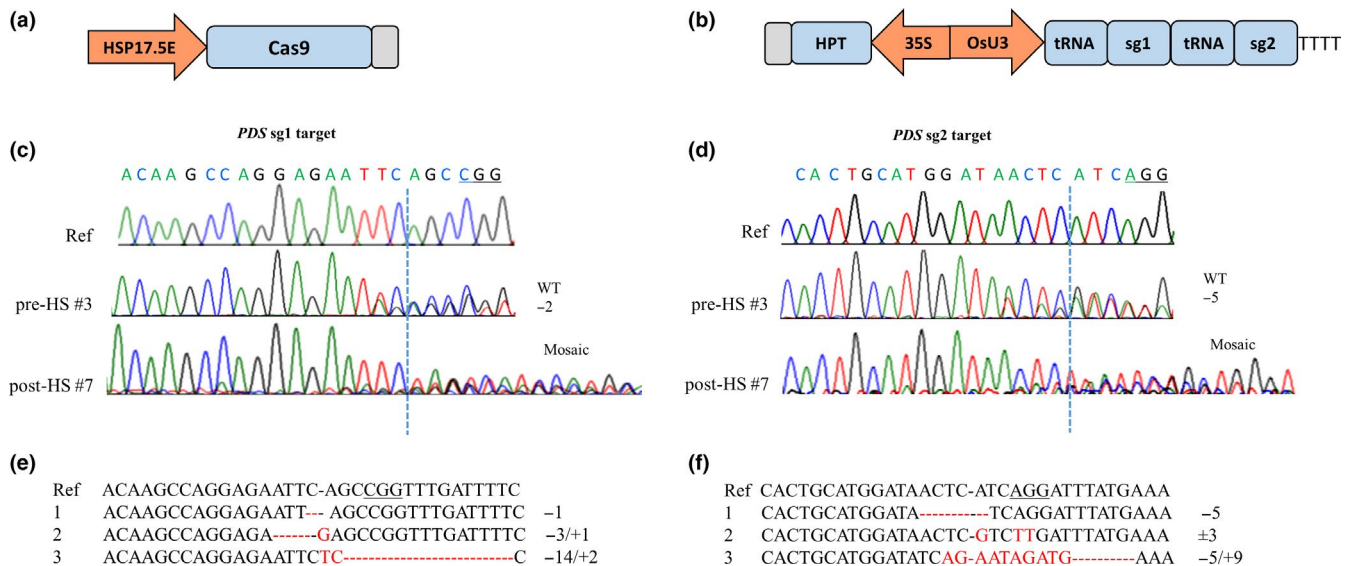 (a)
HSP17.5E Cas9
(b)
HPT 35S OsU3 tRNA sg1 tRNA sg2 TTTT
(c)
PDS sg1 target
ACAAGCCAGGAGAATTCAGCCGG
Ref
pre-HS #3
WT
−2
post-HS #7
Mosaic
(d)
PDS sg2 target
CACTGCATGGATAACTCATCAGG
Ref
pre-HS #3
WT
−5
post-HS #7
Mosaic
(e)
Ref ACAAGCCAGGAGAATTC-AGCCGGTTTGATTTTC
1 ACAAGCCAGGAGAATT--- AGCCGGTTTGATTTTC −1
2 ACAAGCCAGGAGA-------GAGCCGGTTTGATTTTC −3/+1
3 ACAAGCCAGGAGAATTCTC-----------------------C −14/+2
(f)
Ref CACTGCATGGATAACTC-ATCAGGATTTATGAAA
1 CACTGCATGGATA-----------TCAGGATTTATGAAA −5
2 CACTGCATGGATAACTC-GTCTTGATTTATGAAA ±3
3 CACTGCATGGATATCAG-AATAGATG---------AAA −5/+9